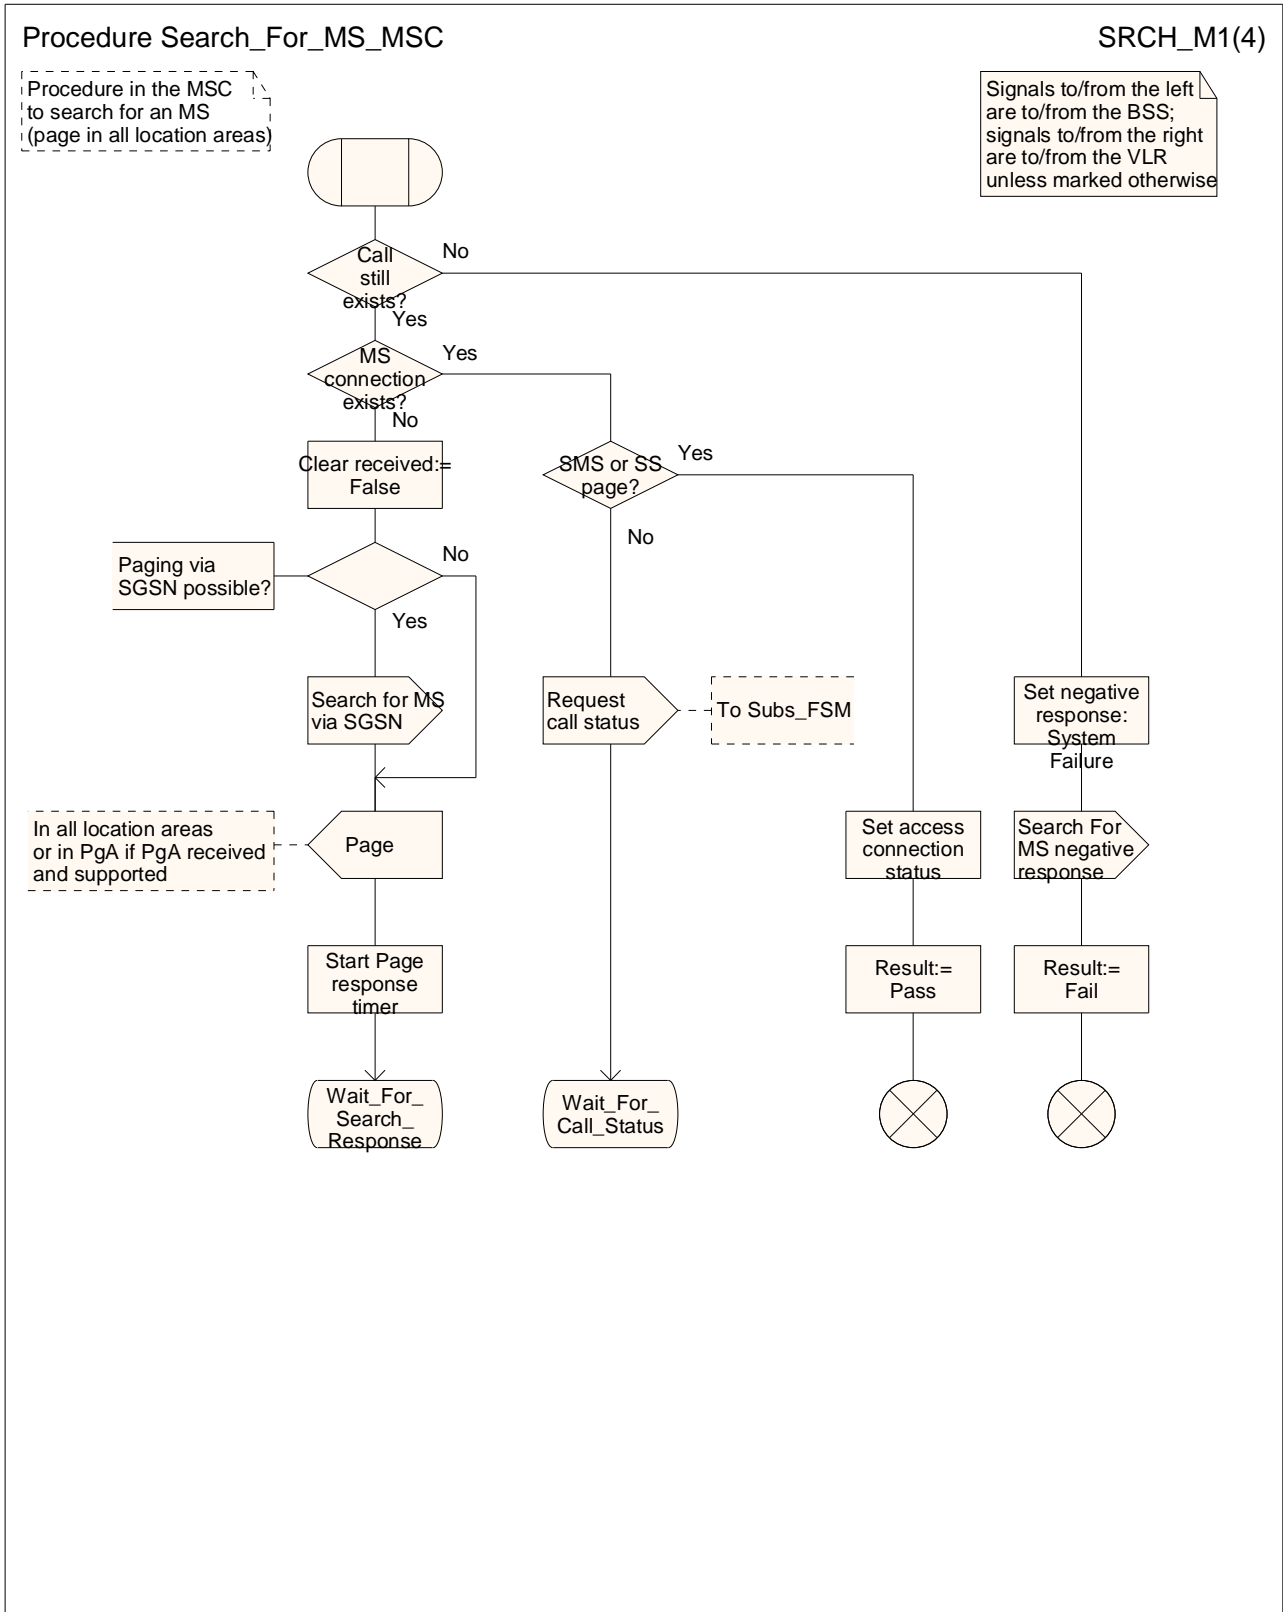 Procedure Search_For_MS_MSC
SRCH_M1(4)
Procedure in the MSC
to search for an MS
(page in all location areas)
Signals to/from the left
are to/from the BSS;
signals to/from the right
are to/from the VLR
unless marked otherwise
Call
still
exists?
No
Yes
MS
connection
exists?
Yes
No
Clear received:=
False
SMS or SS
page?
Yes
No
Paging via
SGSN possible?
No
Yes
Search for MS
via SGSN
Request
call status
To Subs_FSM
Set negative
response:
System
Failure
In all location areas
or in PgA if PgA received
and supported
Page
Set access
connection
status
Search For
MS negative
response
Start Page
response
timer
Result:=
Pass
Result:=
Fail
Wait_For_
Search_
Response
Wait_For_
Call_Status